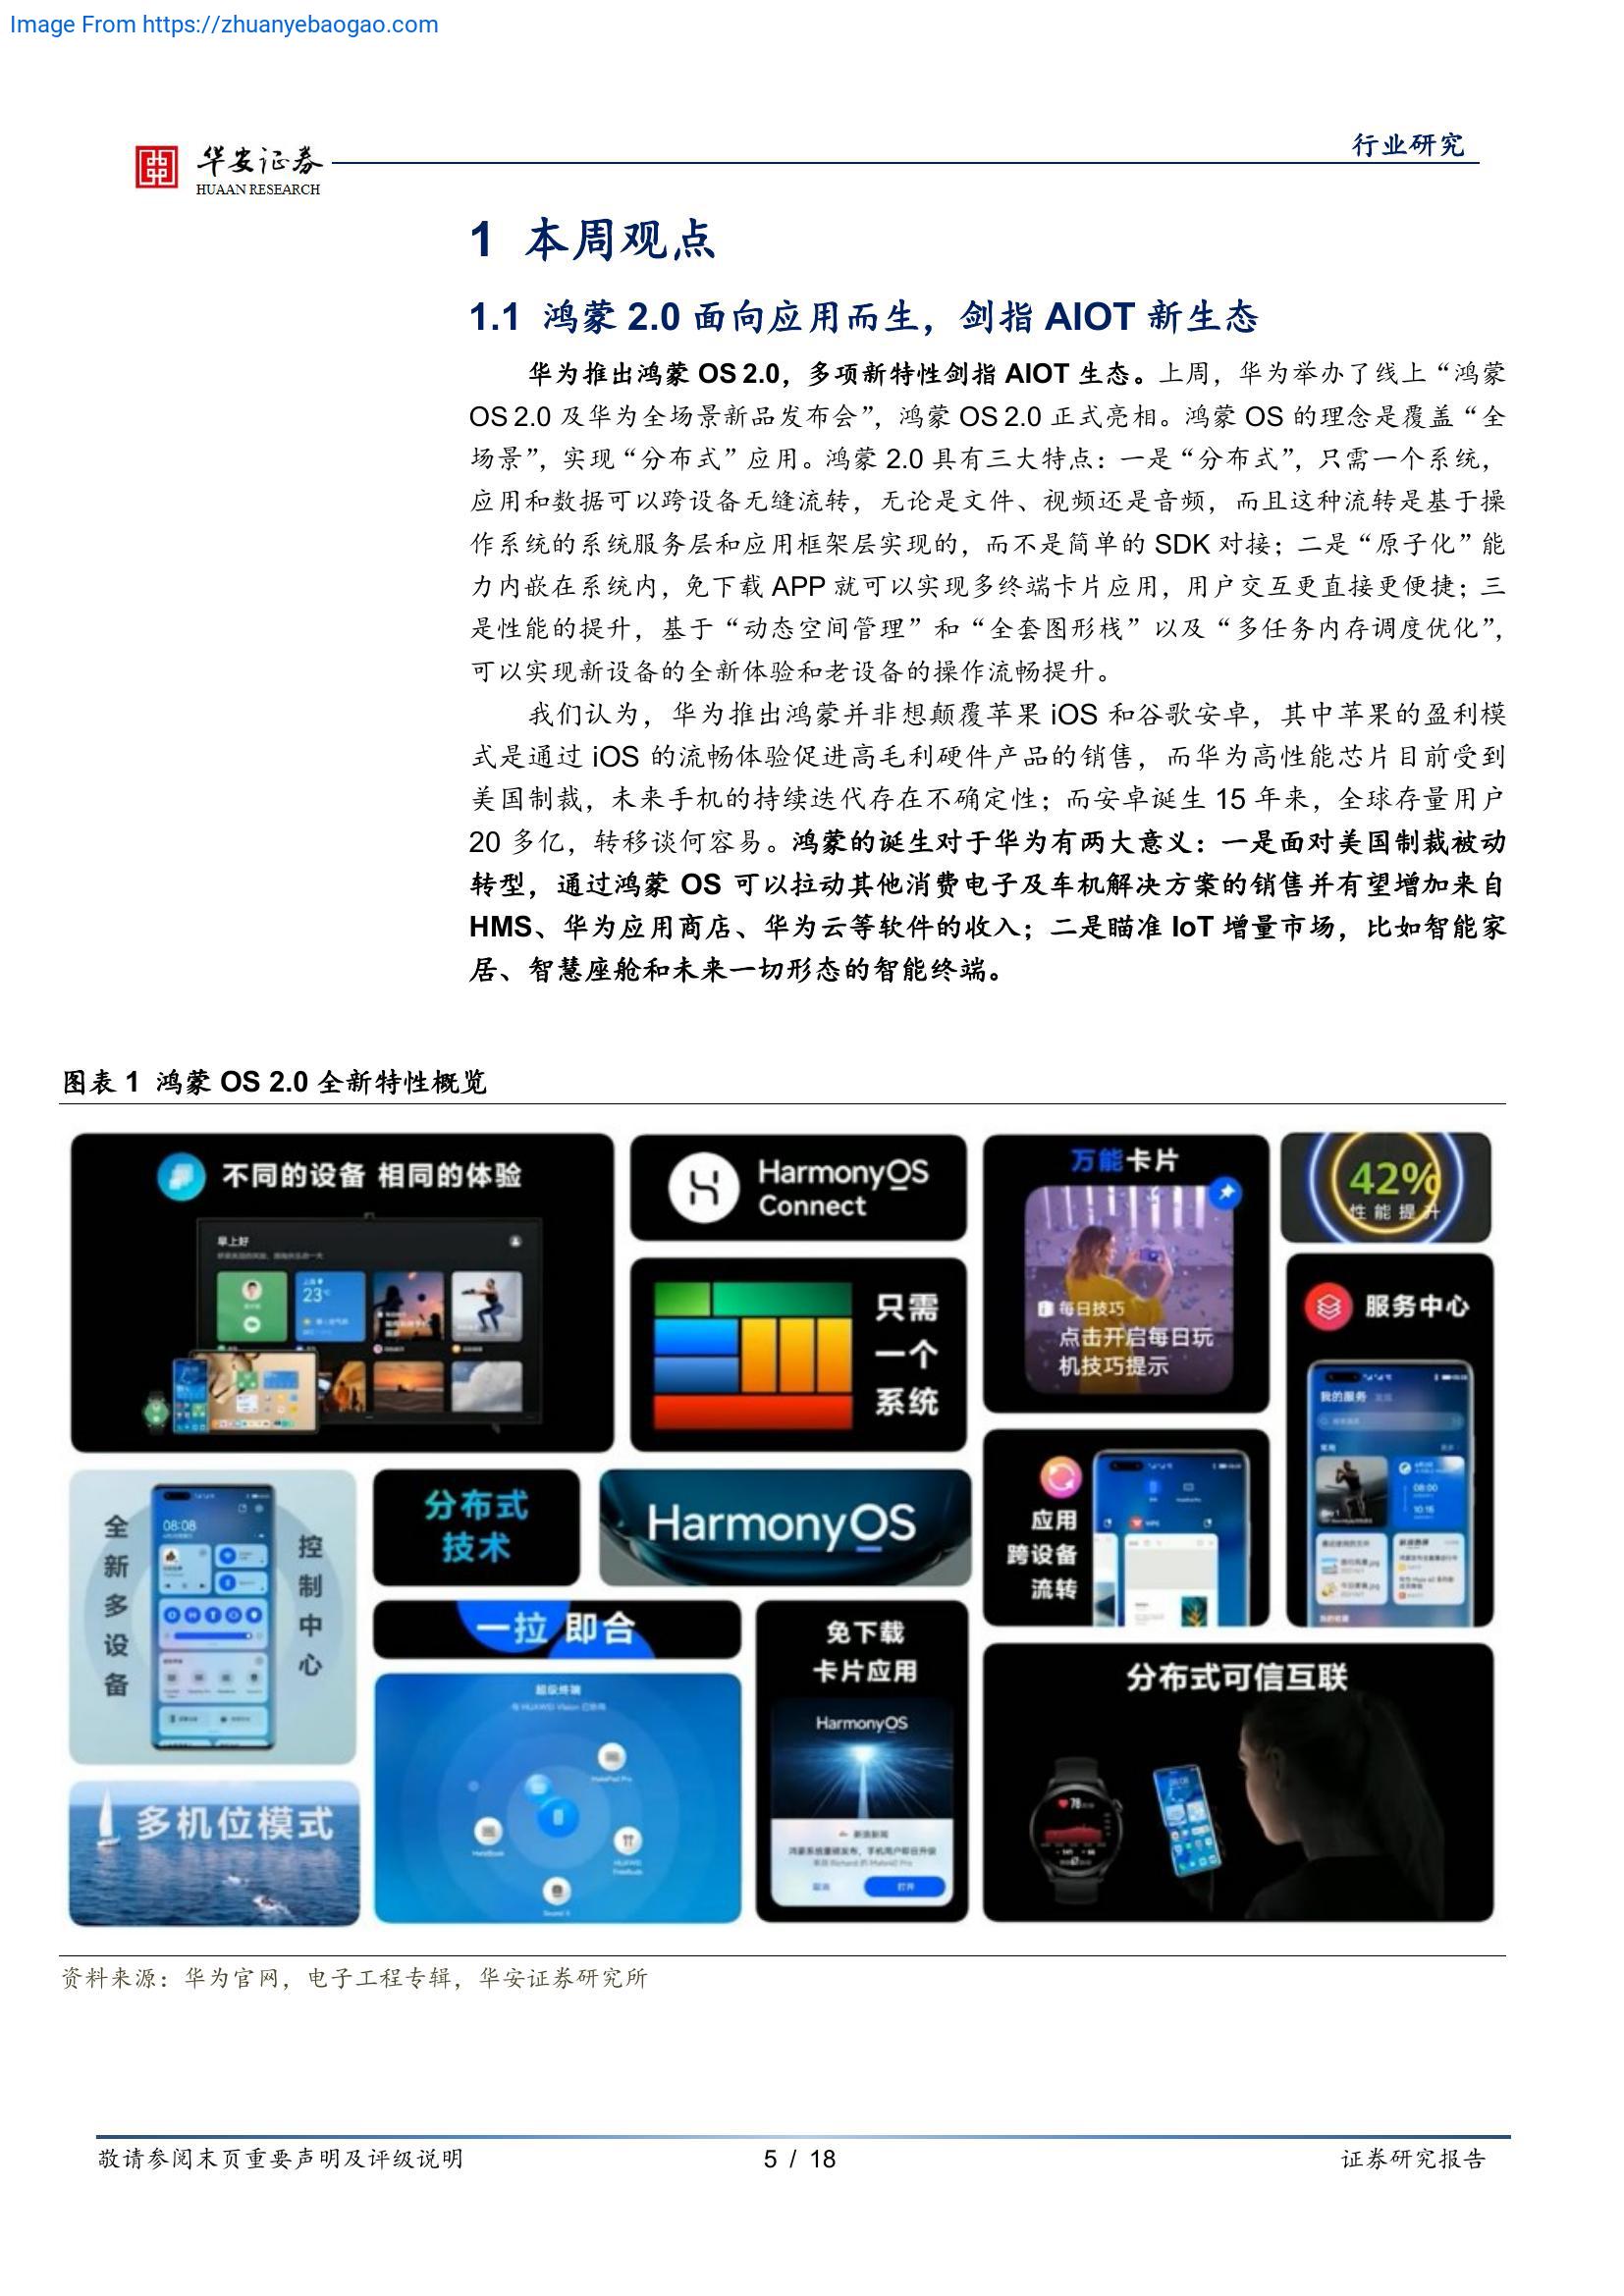 Image From https://zhuanyebaogao.com
华安证券
HUAAN RESEARCH
行业研究
1 本周观点
1.1 鸿蒙 2.0 面向应用而生，剑指 AIOT 新生态
华为推出鸿蒙 OS 2.0，多项新特性剑指 AIOT 生态。上周，华为举办了线上“鸿蒙
OS 2.0 及华为全场景新品发布会”，鸿蒙 OS 2.0 正式亮相。鸿蒙 OS 的理念是覆盖“全
场景”，实现“分布式”应用。鸿蒙 2.0 具有三大特点：一是“分布式”，只需一个系统，
应用和数据可以跨设备无缝流转，无论是文件、视频还是音频，而且这种流转是基于操
作系统的系统服务层和应用框架层实现的，而不是简单的 SDK 对接；二是“原子化”能
力内嵌在系统内，免下载 APP 就可以实现多终端卡片应用，用户交互更直接更便捷；三
是性能的提升，基于“动态空间管理”和“全套图形栈”以及“多任务内存调度优化”，
可以实现新设备的全新体验和老设备的操作流畅提升。
我们认为，华为推出鸿蒙并非想颠覆苹果 iOS 和谷歌安卓，其中苹果的盈利模
式是通过 iOS 的流畅体验促进高毛利硬件产品的销售，而华为高性能芯片目前受到
美国制裁，未来手机的持续迭代存在不确定性；而安卓诞生 15 年来，全球存量用户
20 多亿，转移谈何容易。鸿蒙的诞生对于华为有两大意义：一是面对美国制裁被动
转型，通过鸿蒙 OS 可以拉动其他消费电子及车机解决方案的销售并有望增加来自
HMS、华为应用商店、华为云等软件的收入；二是瞄准 IoT 增量市场，比如智能家
居、智慧座舱和未来一切形态的智能终端。
图表 1 鸿蒙 OS 2.0 全新特性概览
不同的设备 相同的体验
早上好
23°
HarmonyOS
Connect
只需
一个
系统
万能卡片
每日技巧
点击开启每日玩
机技巧提示
42%
性能提升
服务中心
我的服务
08:00
10:16
全新多设备
08:08
控制中心
分布式
技术
HarmonyOS
应用
跨设备
流转
一拉 即合
超级终端
免下载
卡片应用
HarmonyOS
打开
分布式可信互联
78
多机位模式
资料来源：华为官网，电子工程专辑，华安证券研究所
敬请参阅末页重要声明及评级说明
5 / 18
证券研究报告